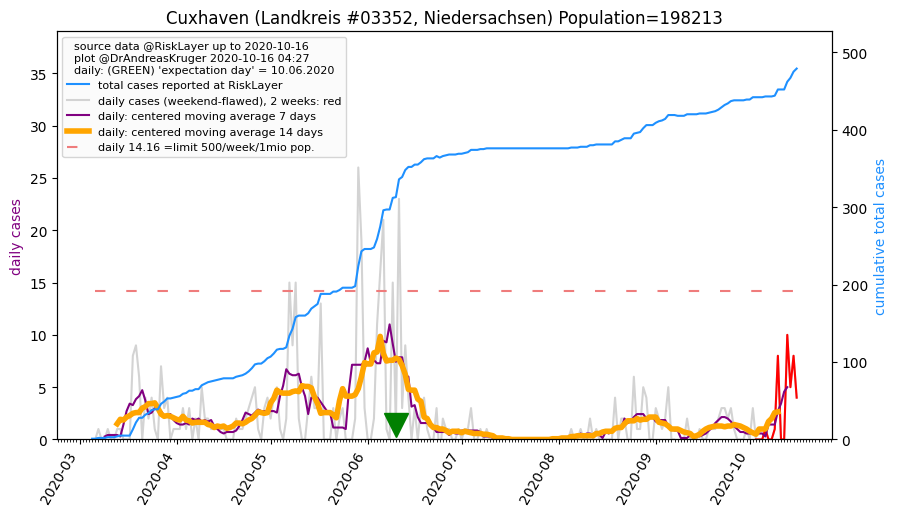 Cuxhaven (Landkreis #03352, Niedersachsen) Population=198213
source data @RiskLayer up to 2020-10-16
plot @DrAndreasKruger 2020-10-16 04:27
daily: (GREEN) 'expectation day' = 10.06.2020
total cases reported at RiskLayer
daily cases (weekend-flawed), 2 weeks: red
daily: centered moving average 7 days
daily: centered moving average 14 days
daily 14.16 =limit 500/week/1mio pop.
daily cases
35
30
25
20
15
10
5
0
cumulative total cases
500
400
300
200
100
0
2020-03
2020-04
2020-05
2020-06
2020-07
2020-08
2020-09
2020-10